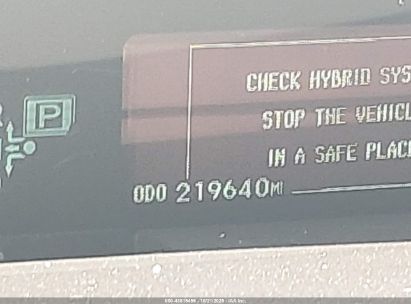 CHECK HYBRID SYS
STOP THE VEHICL
IN A SAFE PLAC
P
ODO 219640MI